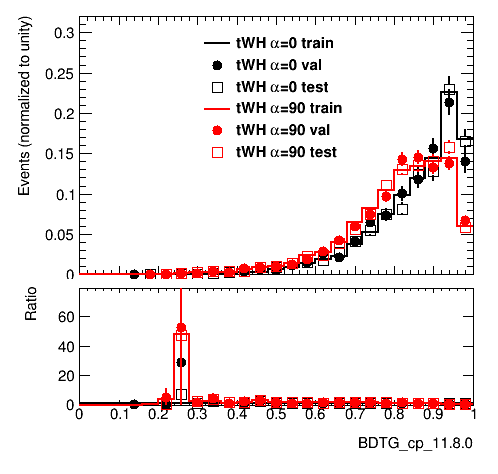 Events (normalized to unity)
0.3
0.25
0.2
0.15
0.1
0.05
0
tWH α=0 train
tWH α=0 val
tWH α=0 test
tWH α=90 train
tWH α=90 val
tWH α=90 test
Ratio
60
40
20
0
0 0.1 0.2 0.3 0.4 0.5 0.6 0.7 0.8 0.9 1
BDTG_cp_11.8.0